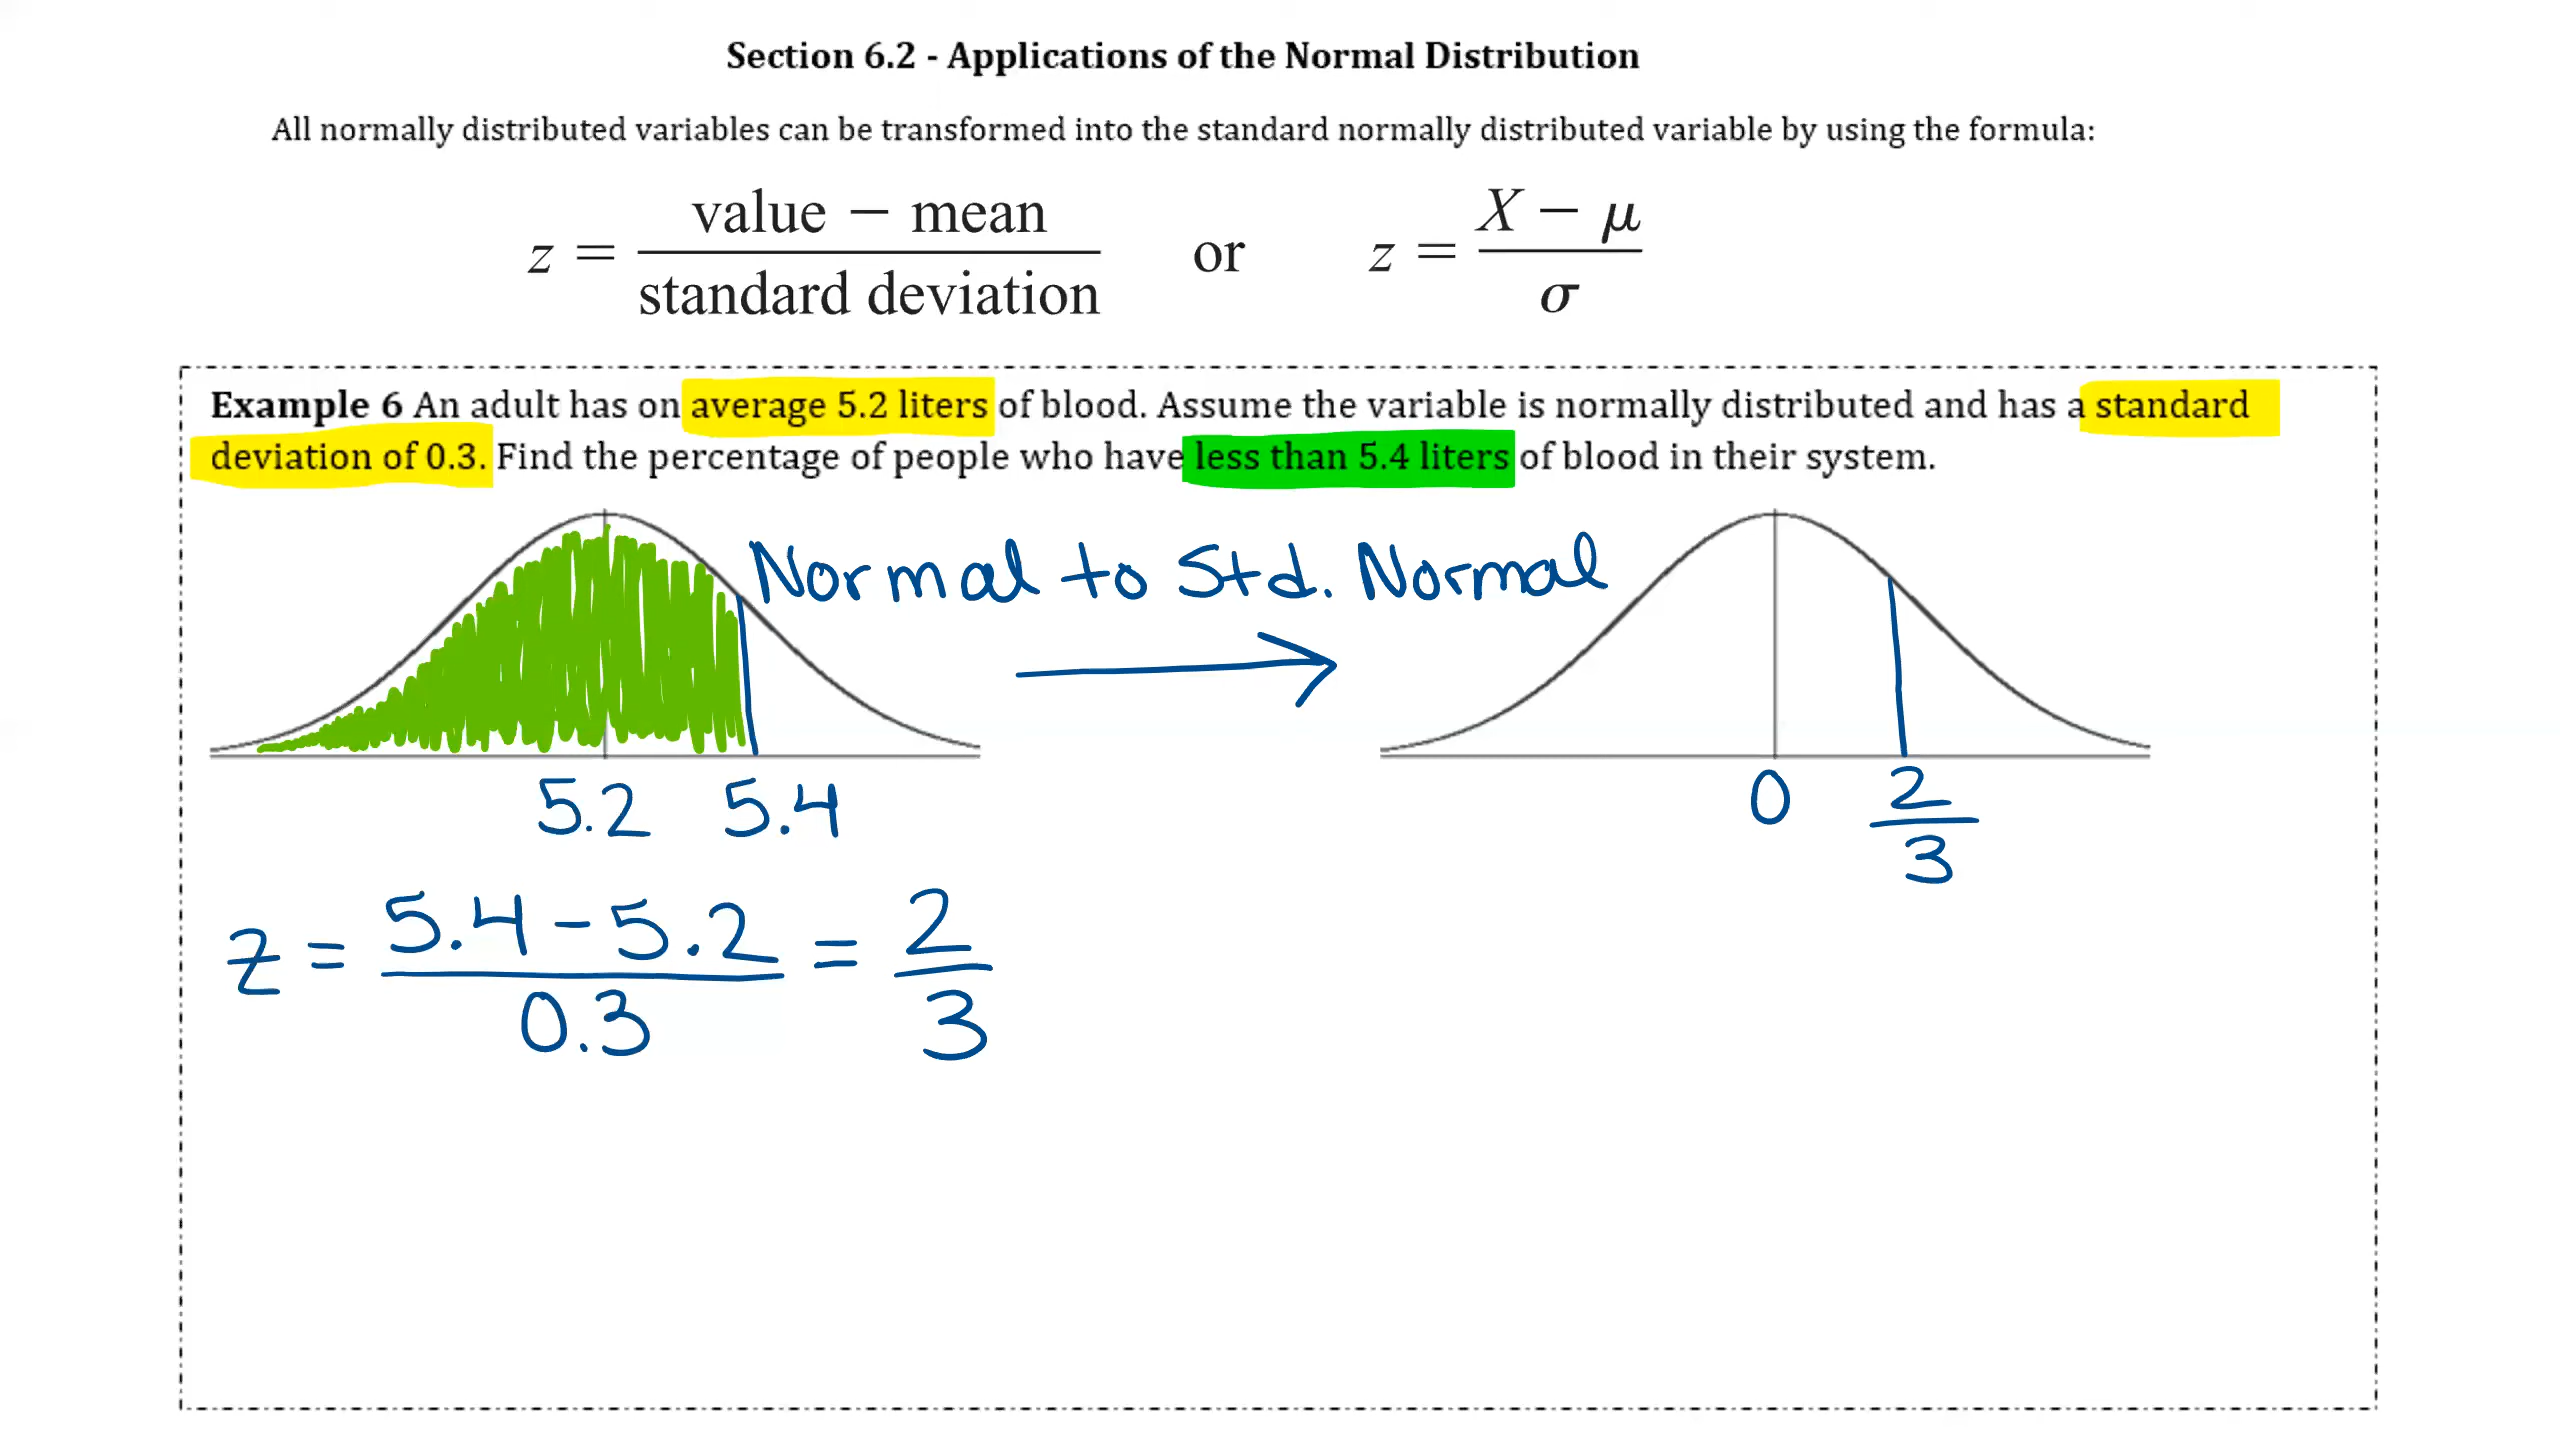 Section 6.2 - Applications of the Normal Distribution
All normally distributed variables can be transformed into the standard normally distributed variable by using the formula:
z = (value − mean) / (standard deviation) or z = (X − μ) / σ
Example 6 An adult has on average 5.2 liters of blood. Assume the variable is normally distributed and has a standard
deviation of 0.3. Find the percentage of people who have less than 5.4 liters of blood in their system.
Normal to Std. Normal
5.2 5.4
0 2/3
z = (5.4 - 5.2) / 0.3 = 2/3